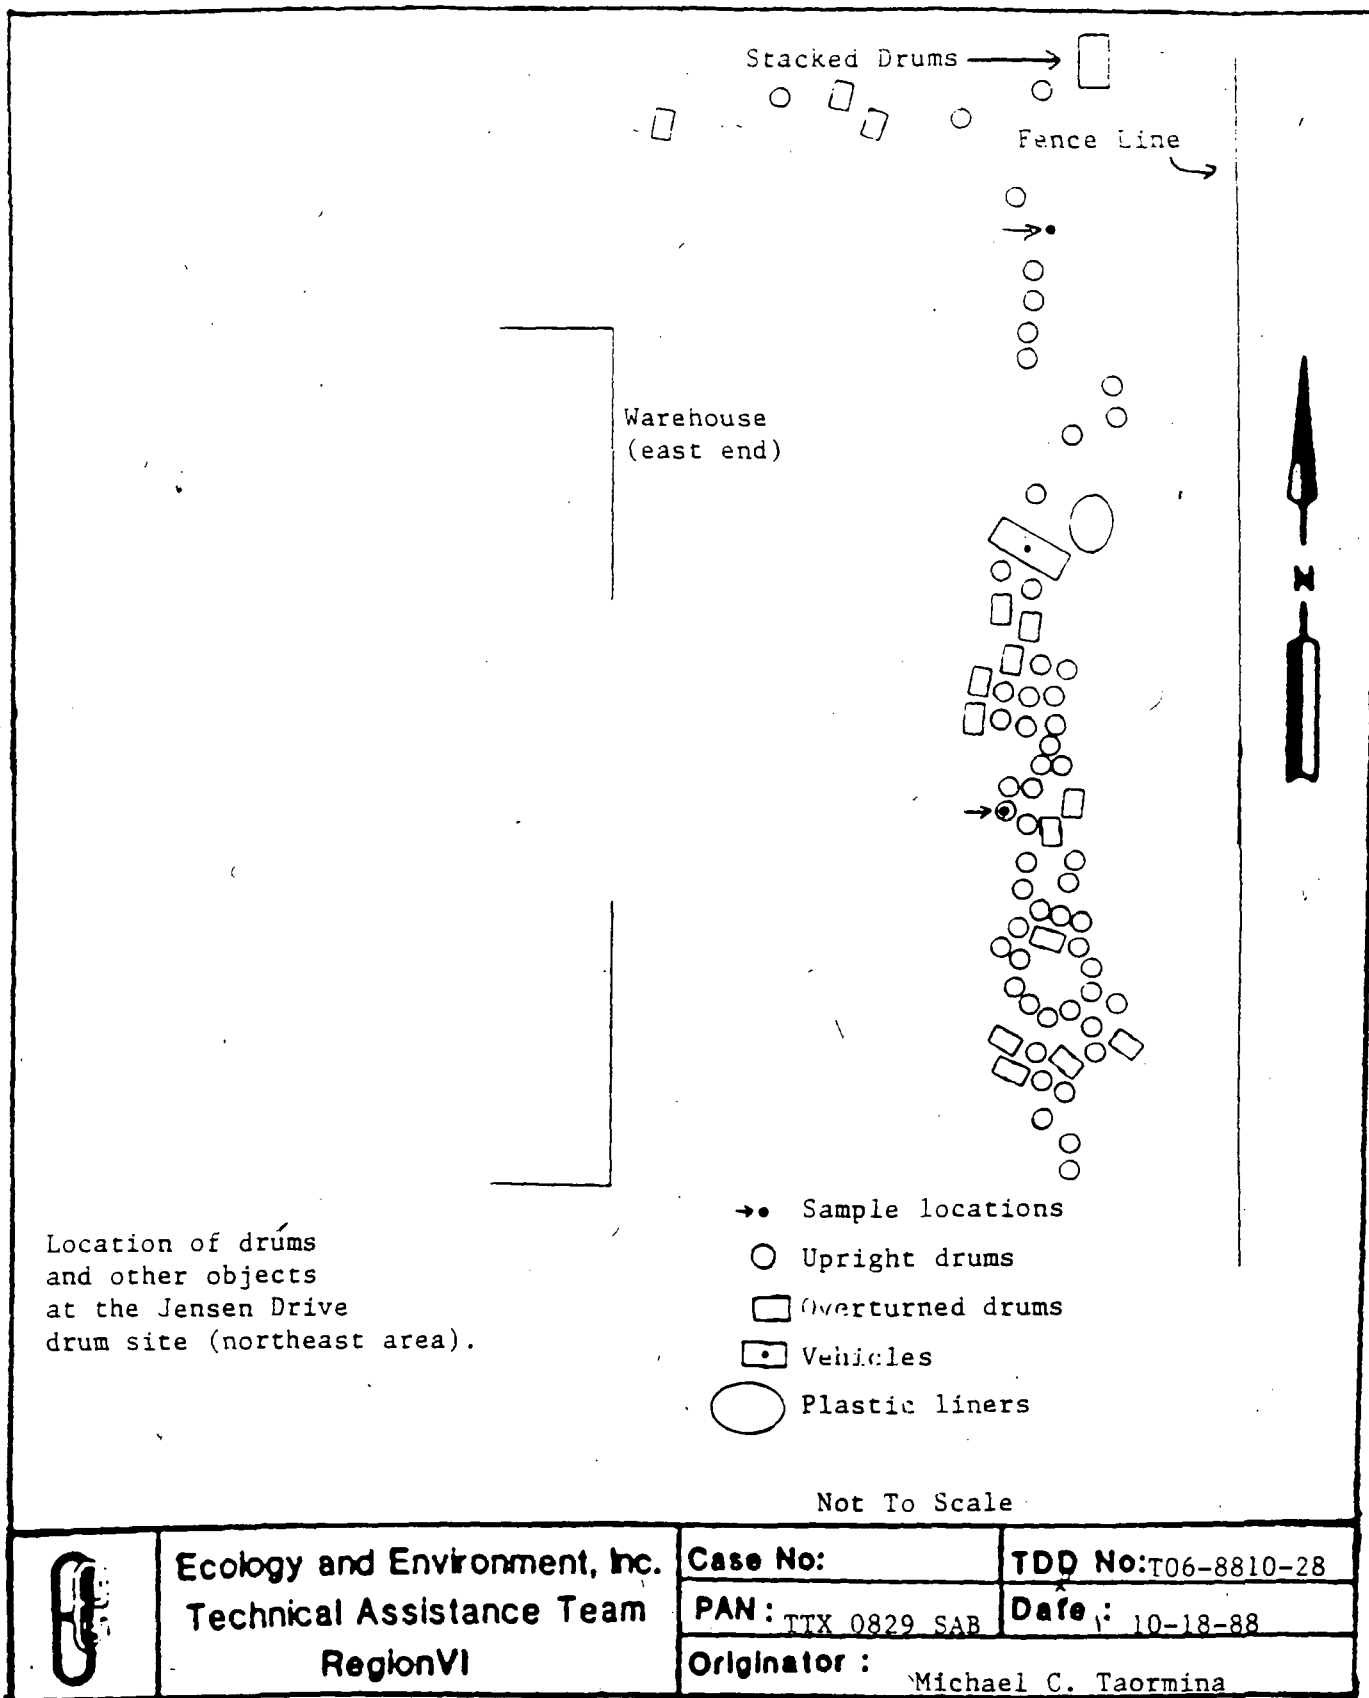 Stacked Drums
Fence Line
Warehouse
(east end)
N
Sample locations
Upright drums
Overturned drums
Vehicles
Plastic liners
Location of drums
and other objects
at the Jensen Drive
drum site (northeast area).
Not To Scale
Ecology and Environment, Inc.
Technical Assistance Team
RegionVI
Case No:
TDD No: T06-8810-28
PAN: TTX 0829 SAB
Date: 10-18-88
Originator: Michael C. Taormina